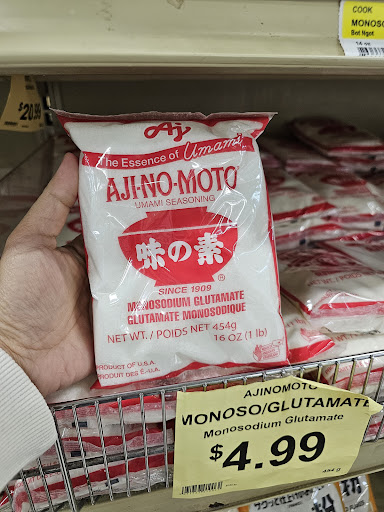 COOK
MONOSO
Bot Ngot
$20.99
Aj
The Essence of Umami
AJI-NO-MOTO
UMAMI SEASONING
味の素
®
SINCE 1909
MONOSODIUM GLUTAMATE
GLUTAMATE MONOSODIQUE
NET WT. / POIDS NET 454g
16 OZ (1 lb)
PRODUCT OF U.S.A.
PRODUIT DES É.-U.A.
AJINOMOTO
MONOSO/GLUTAMATE
Monosodium Glutamate
$4.99
454 g